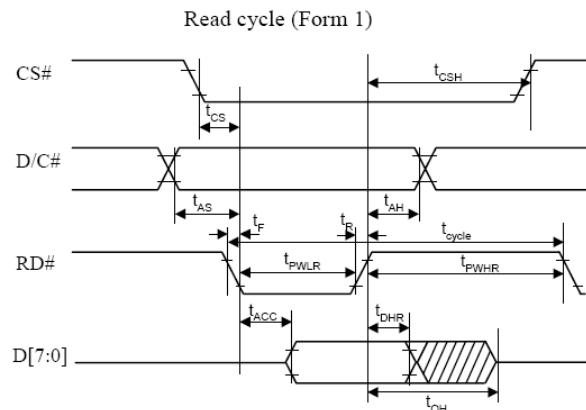 Read cycle (Form 1)
CS#
tCSH
tCS
D/C#
tAS
tF
tR
tAH
tcycle
RD#
tPWLR
tPWHR
tACC
tDHR
D[7:0]
tOH